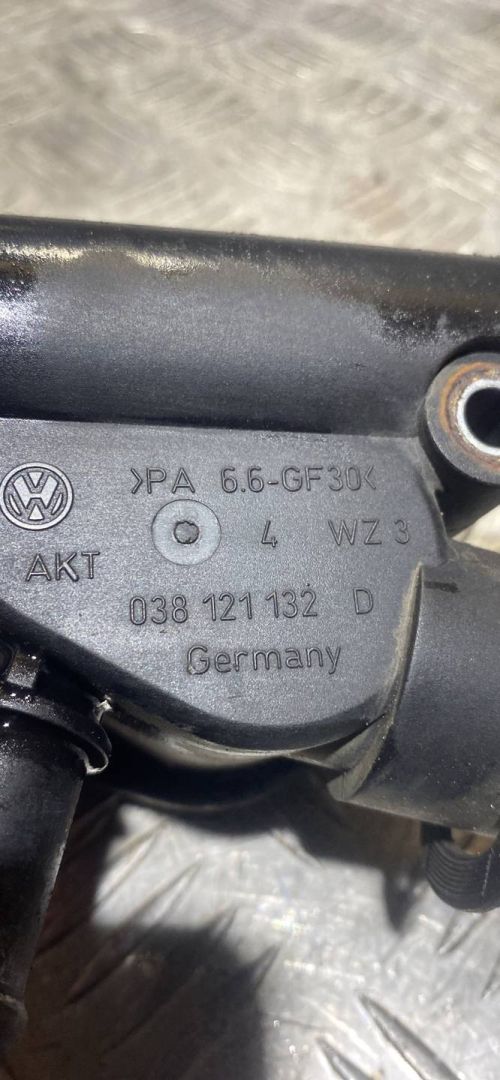 >PA 6.6-GF30<
4 WZ 3
AKT
038 121 132 D
Germany